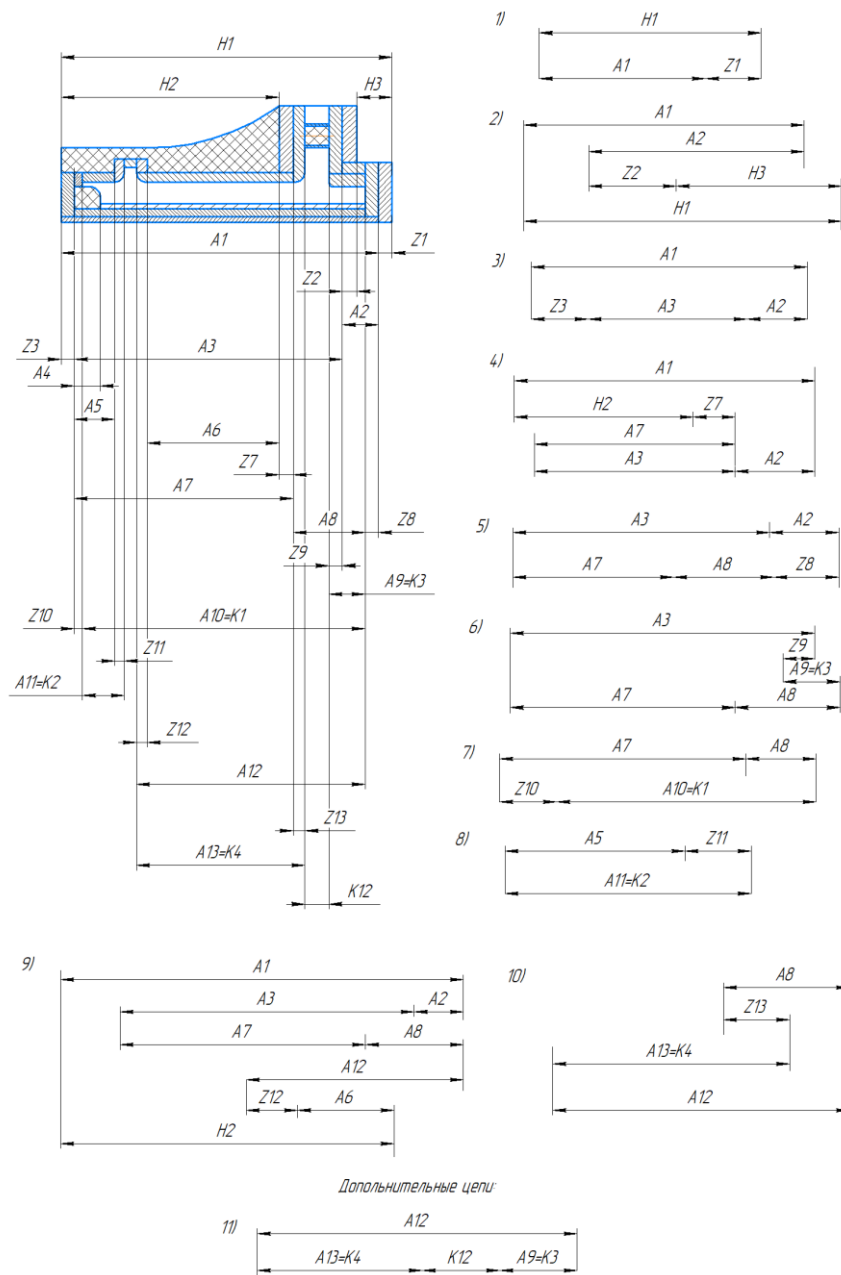 1)
H1
A1 Z1
H1
H2 H3
2)
A1
A2
Z2 H3
H1
A1 Z1
Z2
A2
3)
A1
Z3 A3 A2
Z3 A3
A4
A5
A6
Z7
A7
A8 Z8
Z9
A9=K3
Z10 A10=K1
Z11
A11=K2
Z12
A12
Z13
A13=K4
K12
4)
A1
H2 Z7
A7
A3 A2
5)
A3 A2
A7 A8 Z8
6)
A3
Z9
A9=K3
A7 A8
7)
A7 A8
Z10 A10=K1
8)
A5 Z11
A11=K2
9)
A1
A3 A2
A7 A8
A12
Z12 A6
H2
10)
A8
Z13
A13=K4
A12
Допольнительные цепи:
11)
A12
A13=K4 K12 A9=K3